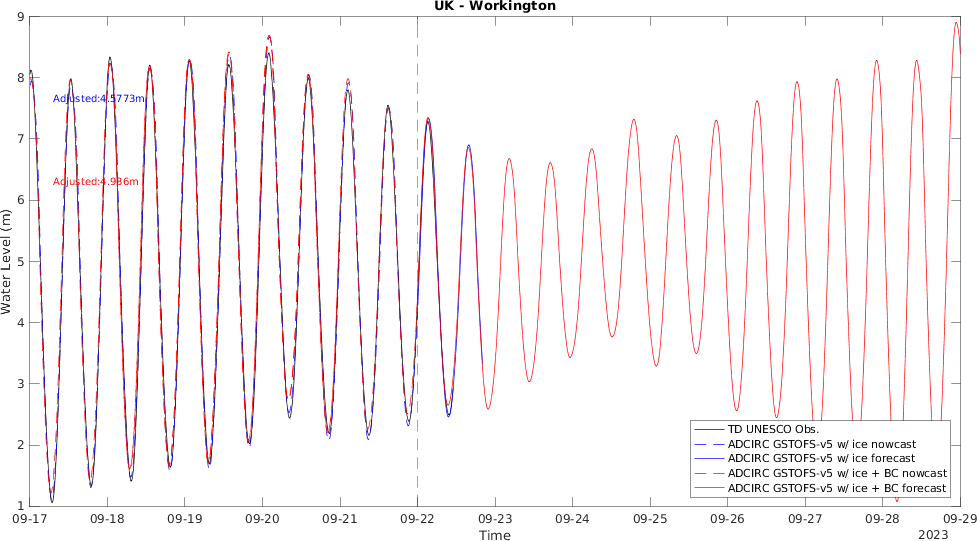 UK - Workington
9
8
7
6
5
4
3
2
1
Water Level (m)
Adjusted:4.5773m
Adjusted:4.936m
TD UNESCO Obs.
ADCIRC GSTOFS-v5 w/ ice nowcast
ADCIRC GSTOFS-v5 w/ ice forecast
ADCIRC GSTOFS-v5 w/ ice + BC nowcast
ADCIRC GSTOFS-v5 w/ ice + BC forecast
09-17 09-18 09-19 09-20 09-21 09-22 09-23 09-24 09-25 09-26 09-27 09-28 09-29
Time
2023